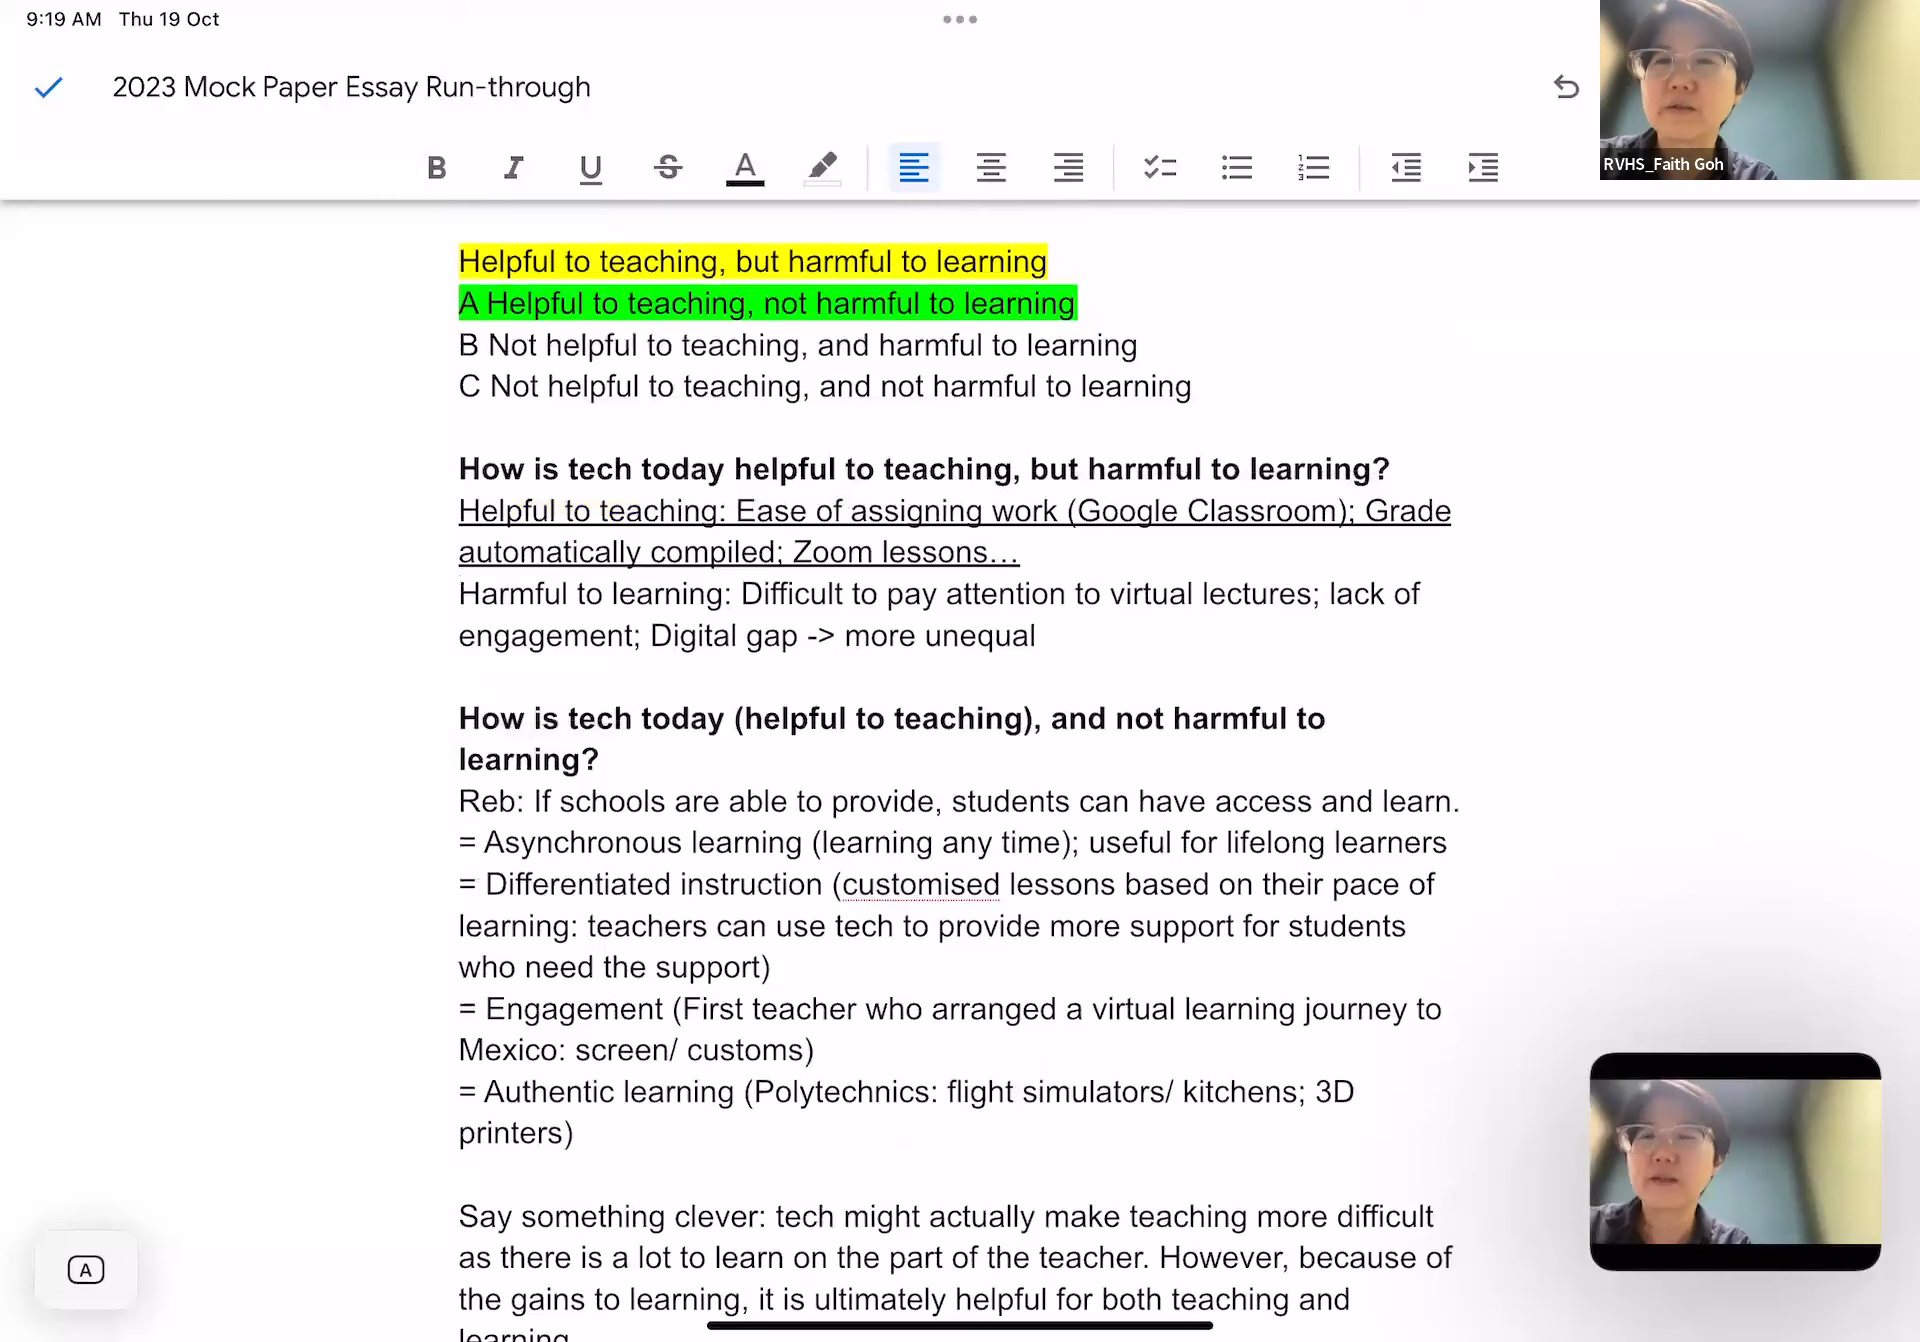 9:19 AM Thu 19 Oct
2023 Mock Paper Essay Run-through
RVHS_Faith Goh
B I U S A
Helpful to teaching, but harmful to learning
A Helpful to teaching, not harmful to learning
B Not helpful to teaching, and harmful to learning
C Not helpful to teaching, and not harmful to learning
How is tech today helpful to teaching, but harmful to learning?
Helpful to teaching: Ease of assigning work (Google Classroom); Grade
automatically compiled; Zoom lessons…
Harmful to learning: Difficult to pay attention to virtual lectures; lack of
engagement; Digital gap -> more unequal
How is tech today (helpful to teaching), and not harmful to
learning?
Reb: If schools are able to provide, students can have access and learn.
= Asynchronous learning (learning any time); useful for lifelong learners
= Differentiated instruction (customised lessons based on their pace of
learning: teachers can use tech to provide more support for students
who need the support)
= Engagement (First teacher who arranged a virtual learning journey to
Mexico: screen/ customs)
= Authentic learning (Polytechnics: flight simulators/ kitchens; 3D
printers)
Say something clever: tech might actually make teaching more difficult
as there is a lot to learn on the part of the teacher. However, because of
the gains to learning, it is ultimately helpful for both teaching and
learning
A